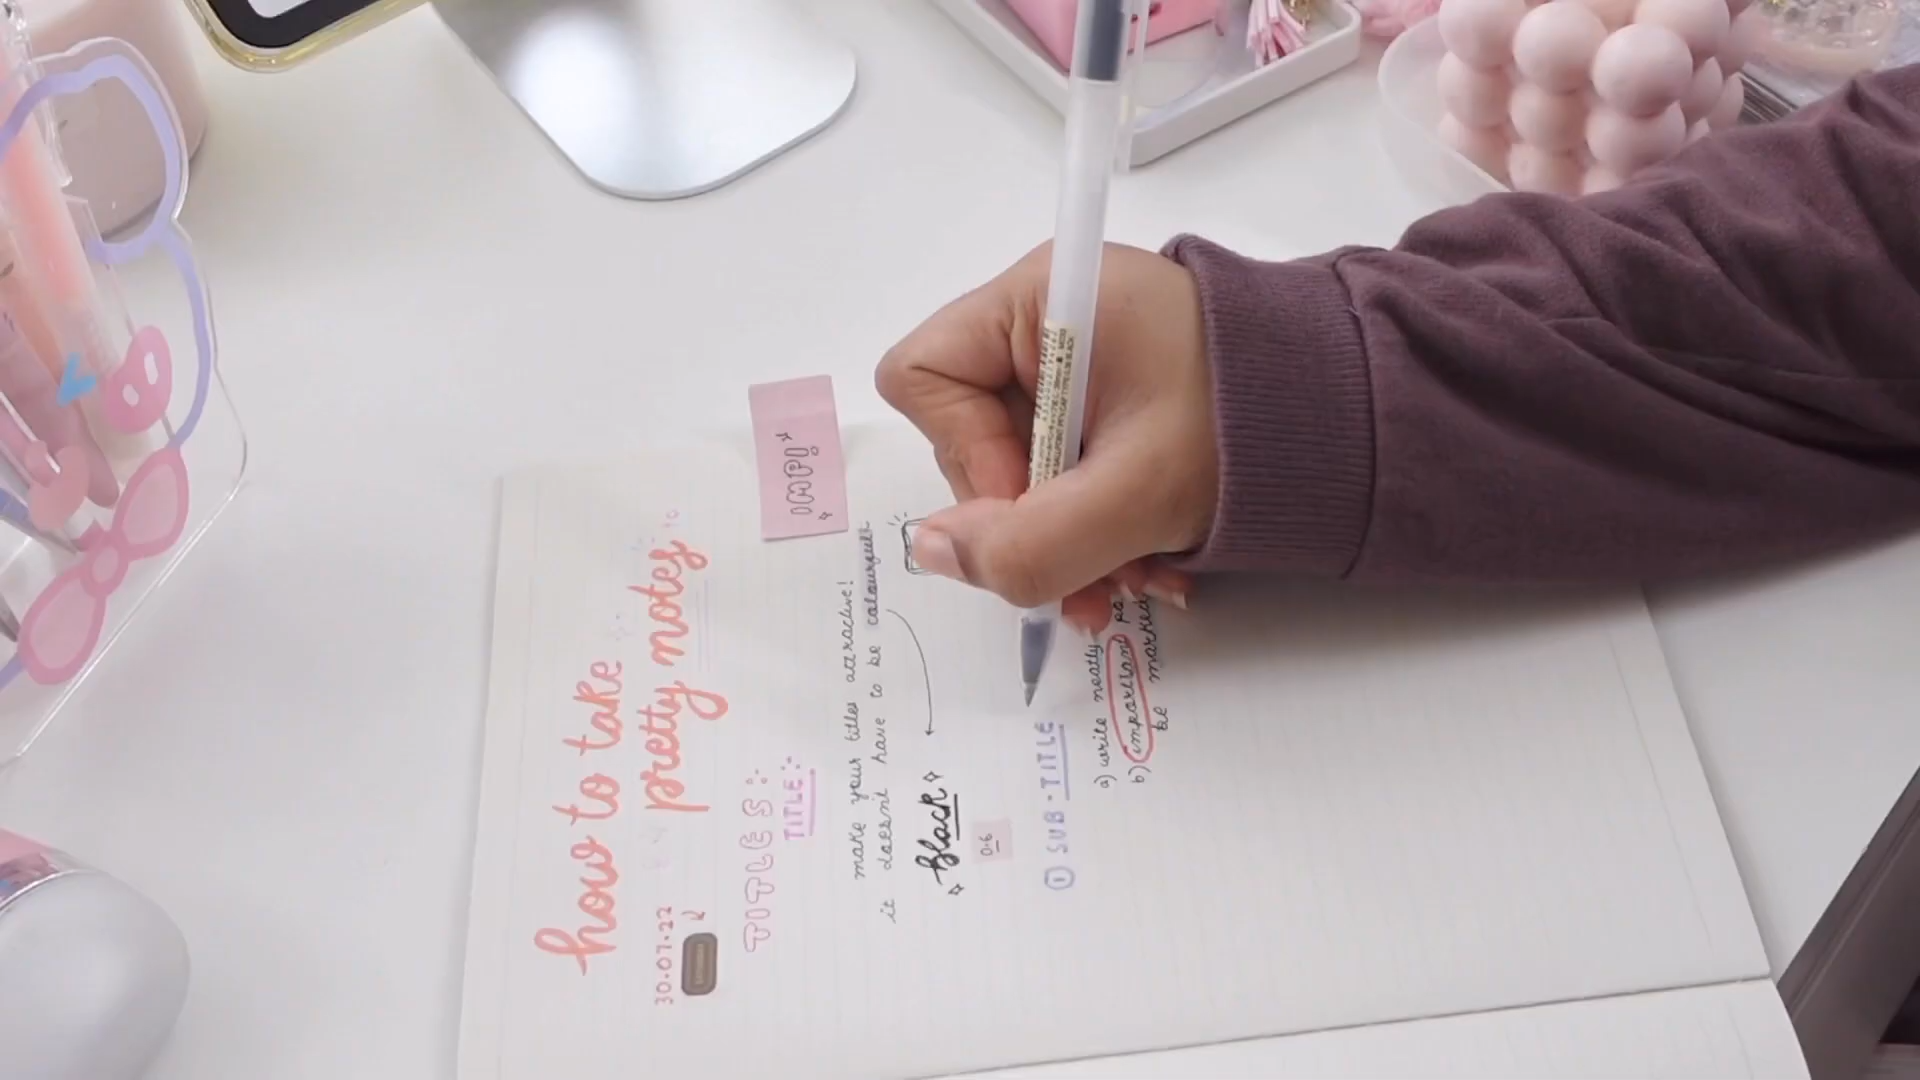 how to take
pretty notes
30.07.22
TITLES:
TITLE:
IMP!
make your titles attractive!
it doesn't have to be colourful
Black
0.6
① SUB-TITLE
a) write neatly
b) important
be marked